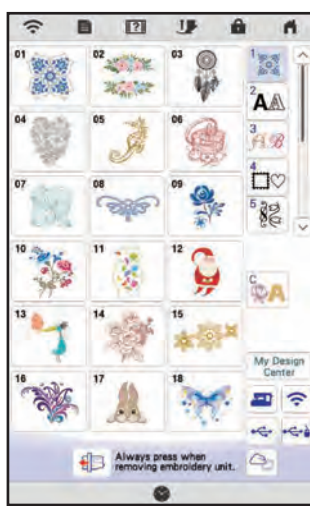 01 02 03 1
2
AA
04 05 06 3
AB
4
07 08 09 5
10 11 12
C
A
13 14 15
My Design
Center
16 17 18
Always press when
removing embroidery unit.